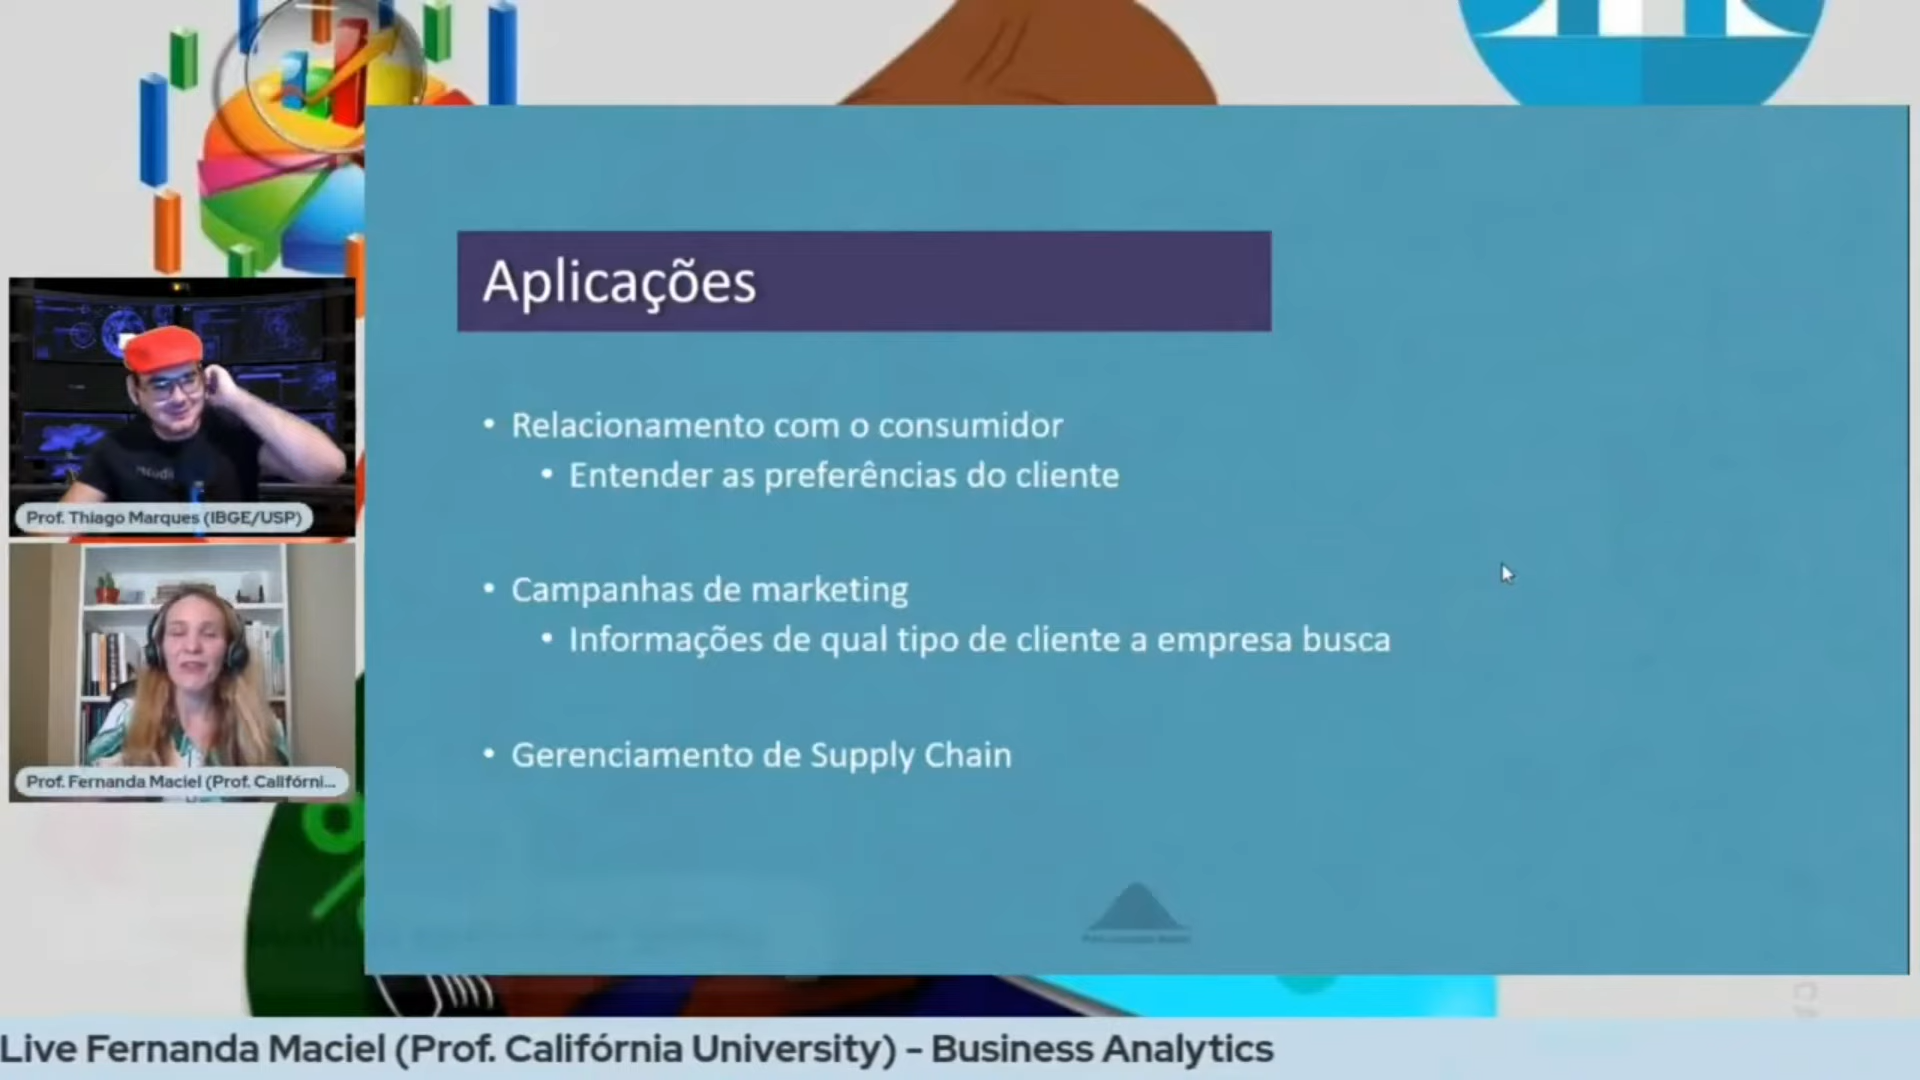 Aplicações
• Relacionamento com o consumidor
• Entender as preferências do cliente
• Campanhas de marketing
• Informações de qual tipo de cliente a empresa busca
• Gerenciamento de Supply Chain
Prof. Thiago Marques (IBGE/USP)
Prof. Fernanda Maciel (Prof. Califórni...
Live Fernanda Maciel (Prof. Califórnia University) - Business Analytics